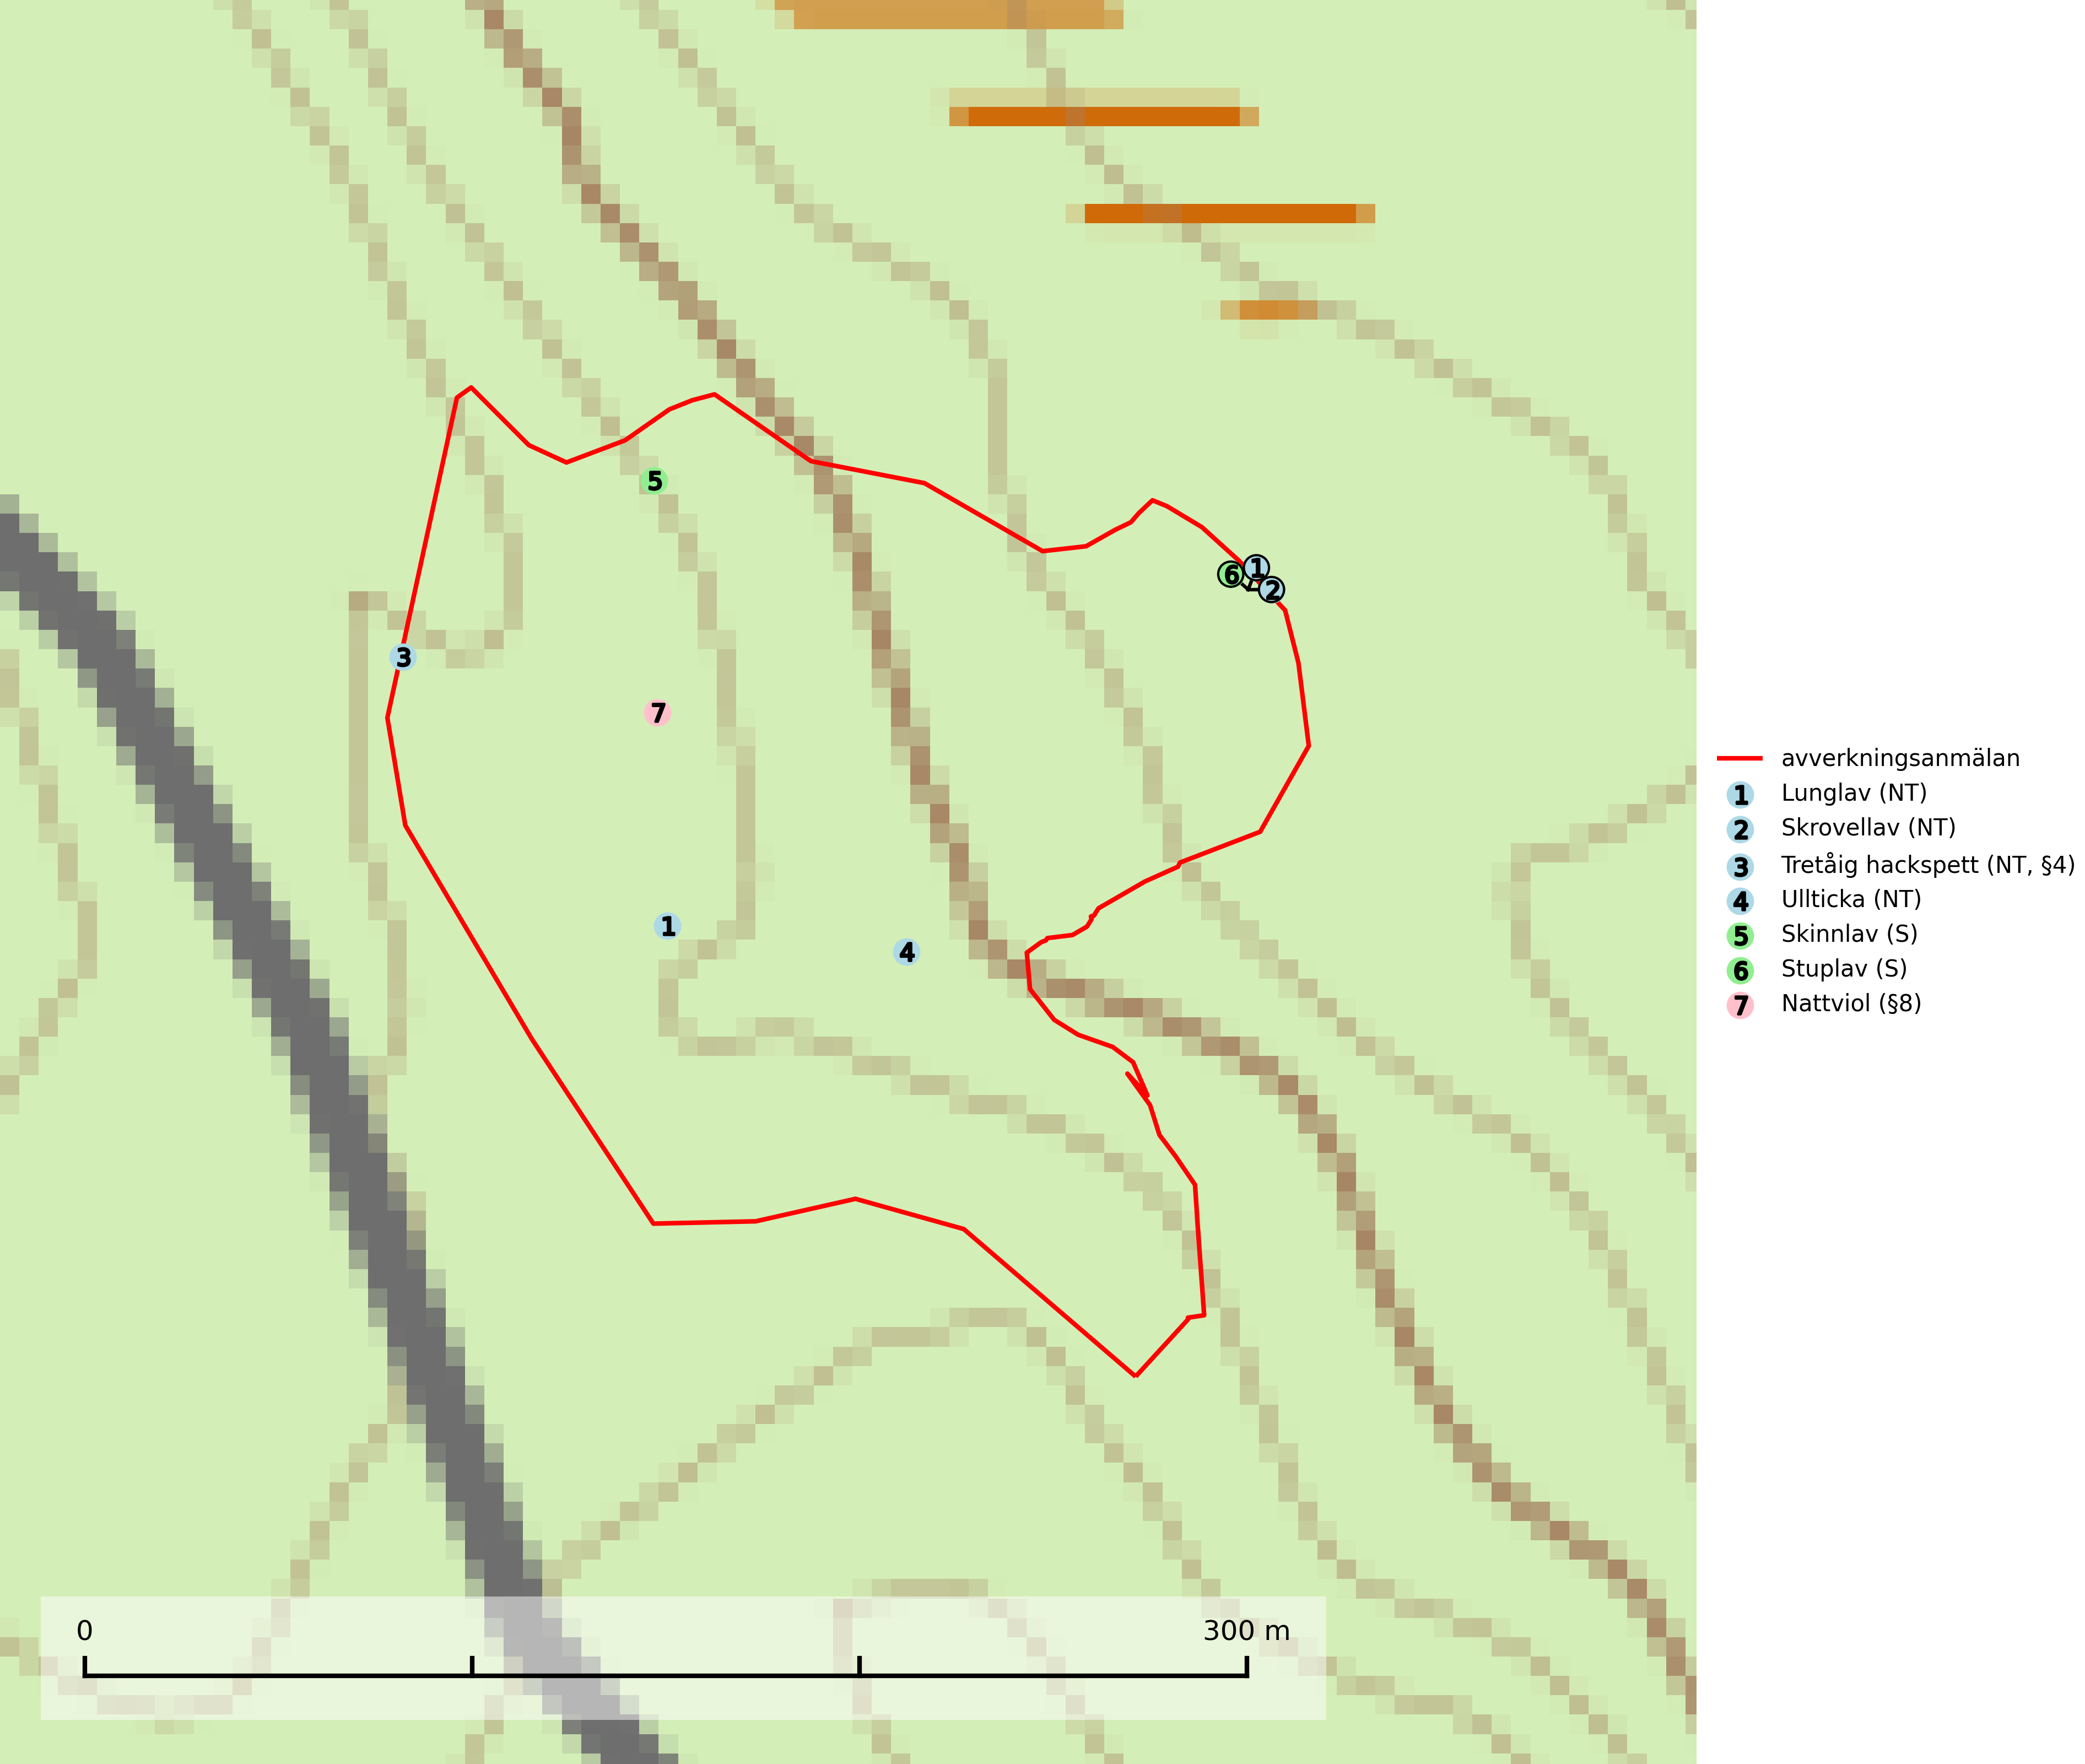 5
6 1
2
3
7
1
4
avverkningsanmälan
1 Lunglav (NT)
2 Skrovellav (NT)
3 Tretåig hackspett (NT, §4)
4 Ullticka (NT)
5 Skinnlav (S)
6 Stuplav (S)
7 Nattviol (§8)
0 300 m